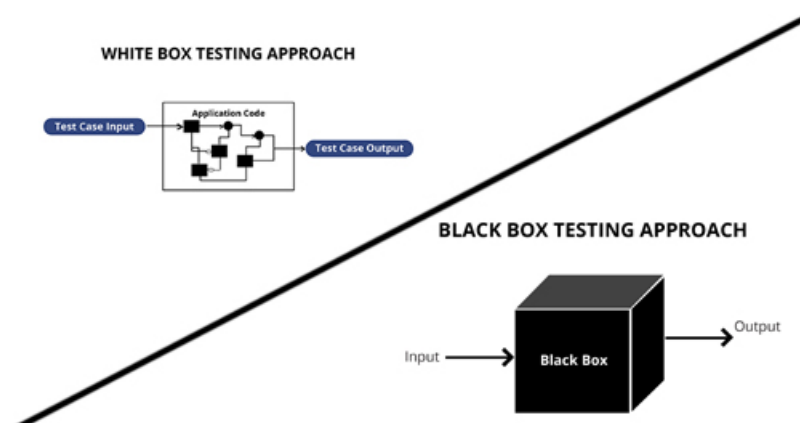 WHITE BOX TESTING APPROACH
Application Code
Test Case Input
Test Case Output
BLACK BOX TESTING APPROACH
Input
Black Box
Output